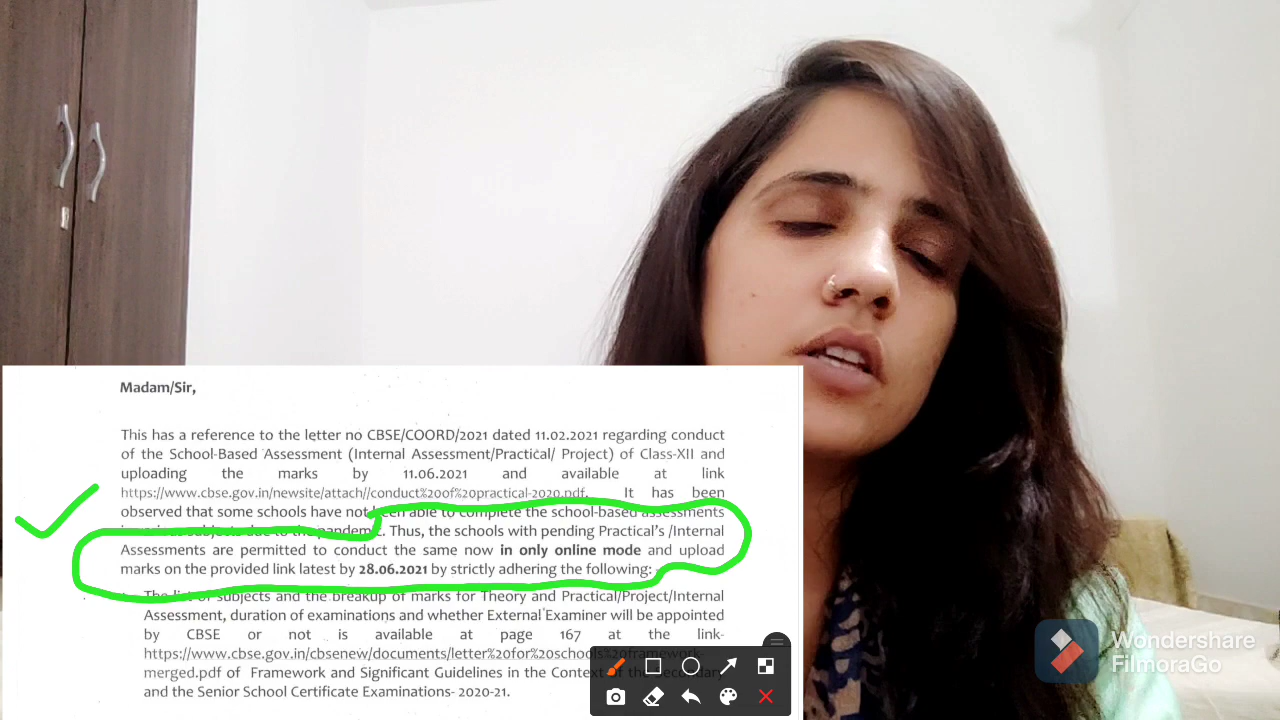 Madam/Sir,
This has a reference to the letter no CBSE/COORD/2021 dated 11.02.2021 regarding conduct
of the School-Based Assessment (Internal Assessment/Practical/ Project) of Class-XII and
uploading the marks by 11.06.2021 and available at link
https://www.cbse.gov.in/newsite/attach//conduct%20of%20practical-2020.pdf. It has been
observed that some schools have not been able to complete the school-based assessments
due to the pandemic. Thus, the schools with pending Practical's /Internal
Assessments are permitted to conduct the same now in only online mode and upload
marks on the provided link latest by 28.06.2021 by strictly adhering the following:
The list of subjects and the breakup of marks for Theory and Practical/Project/Internal
Assessment, duration of examinations and whether External Examiner will be appointed
by CBSE or not is available at page 167 at the link-
https://www.cbse.gov.in/cbsenew/documents/letter%20for%20schools%20framework-
merged.pdf of Framework and Significant Guidelines in the Context of the Secondary
and the Senior School Certificate Examinations- 2020-21.
Wondershare
FilmoraGo